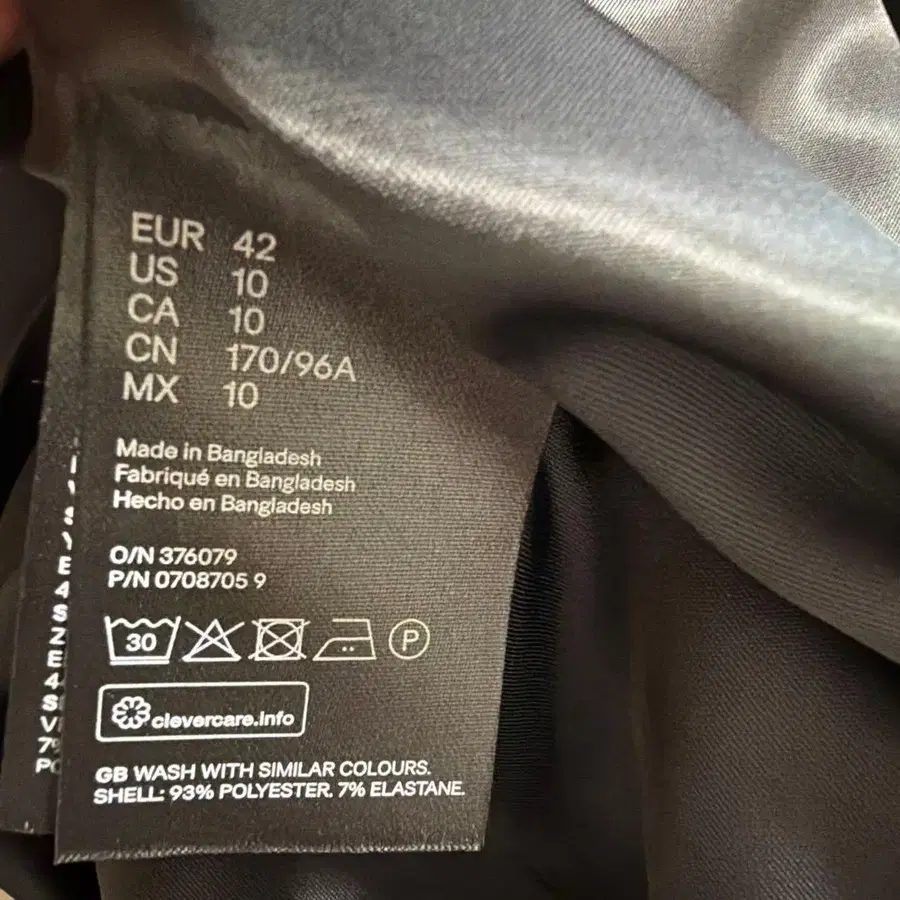 EUR 42
US 10
CA 10
CN 170/96A
MX 10
Made in Bangladesh
Fabriqué en Bangladesh
Hecho en Bangladesh
O/N 376079
P/N 0708705 9
30
P
clevercare.info
GB WASH WITH SIMILAR COLOURS.
SHELL: 93% POLYESTER. 7% ELASTANE.